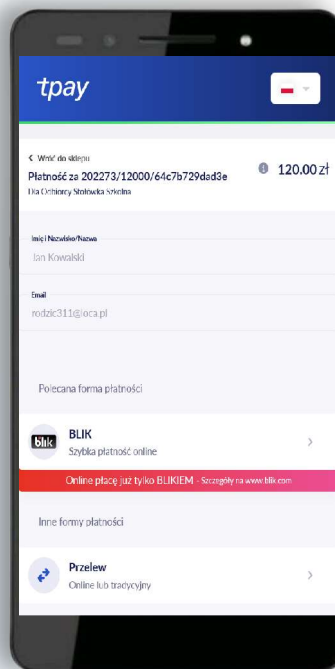 tpay
Wróć do sklepu
Płatność za 202273/12000/64c7b729dad3e
120.00 zł
Dla Odbiorcy Stołówka Szkolna
Imię i Nazwisko/Nazwa
Jan Kowalski
Email
rodzic311@loca.pl
Polecana forma płatności
blik
BLIK
Szybka płatność online
Online płacę już tylko BLIKIEM - Szczegóły na www.blik.com
Inne formy płatności
Przelew
Online lub tradycyjny